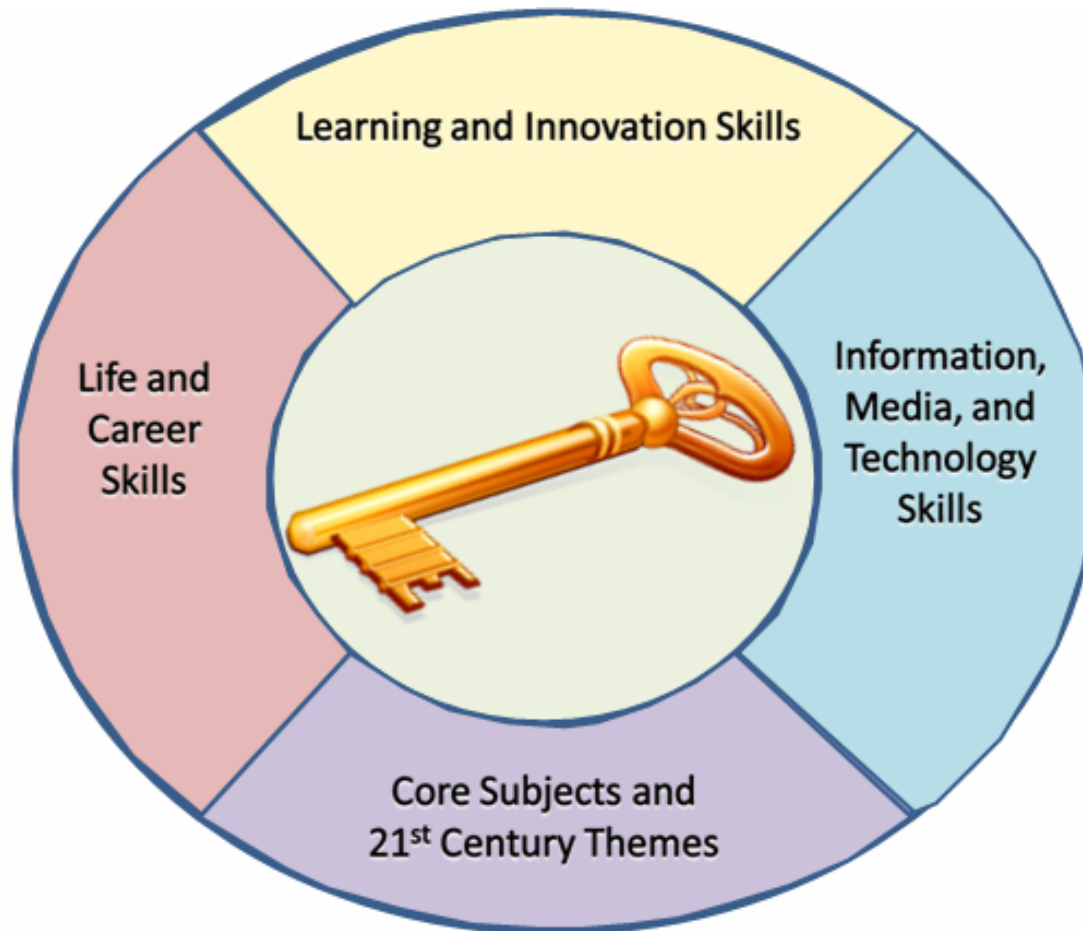 Learning and Innovation Skills
Life and
Career
Skills
Information,
Media, and
Technology
Skills
Core Subjects and
21st Century Themes